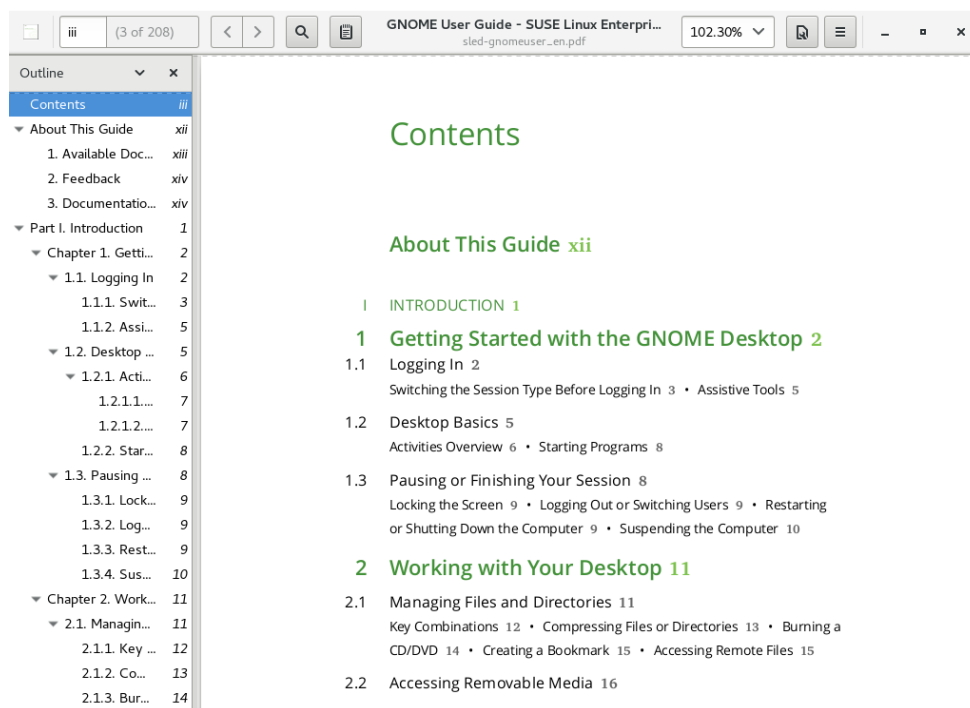 iii (3 of 208) GNOME User Guide - SUSE Linux Enterpri... 102.30%
sled-gnomeuser_en.pdf
Outline
Contents iii
About This Guide xii
1. Available Doc... xiii
2. Feedback xiv
3. Documentatio... xiv
Part I. Introduction 1
Chapter 1. Getti... 2
1.1. Logging In 2
1.1.1. Swit... 3
1.1.2. Assi... 5
1.2. Desktop ... 5
1.2.1. Acti... 6
1.2.1.1.... 7
1.2.1.2.... 7
1.2.2. Star... 8
1.3. Pausing ... 8
1.3.1. Lock... 9
1.3.2. Log... 9
1.3.3. Rest... 9
1.3.4. Sus... 10
Chapter 2. Work... 11
2.1. Managin... 11
2.1.1. Key ... 12
2.1.2. Co... 13
2.1.3. Bur... 14
Contents
About This Guide xii
I INTRODUCTION 1
1 Getting Started with the GNOME Desktop 2
1.1 Logging In 2
Switching the Session Type Before Logging In 3 • Assistive Tools 5
1.2 Desktop Basics 5
Activities Overview 6 • Starting Programs 8
1.3 Pausing or Finishing Your Session 8
Locking the Screen 9 • Logging Out or Switching Users 9 • Restarting
or Shutting Down the Computer 9 • Suspending the Computer 10
2 Working with Your Desktop 11
2.1 Managing Files and Directories 11
Key Combinations 12 • Compressing Files or Directories 13 • Burning a
CD/DVD 14 • Creating a Bookmark 15 • Accessing Remote Files 15
2.2 Accessing Removable Media 16